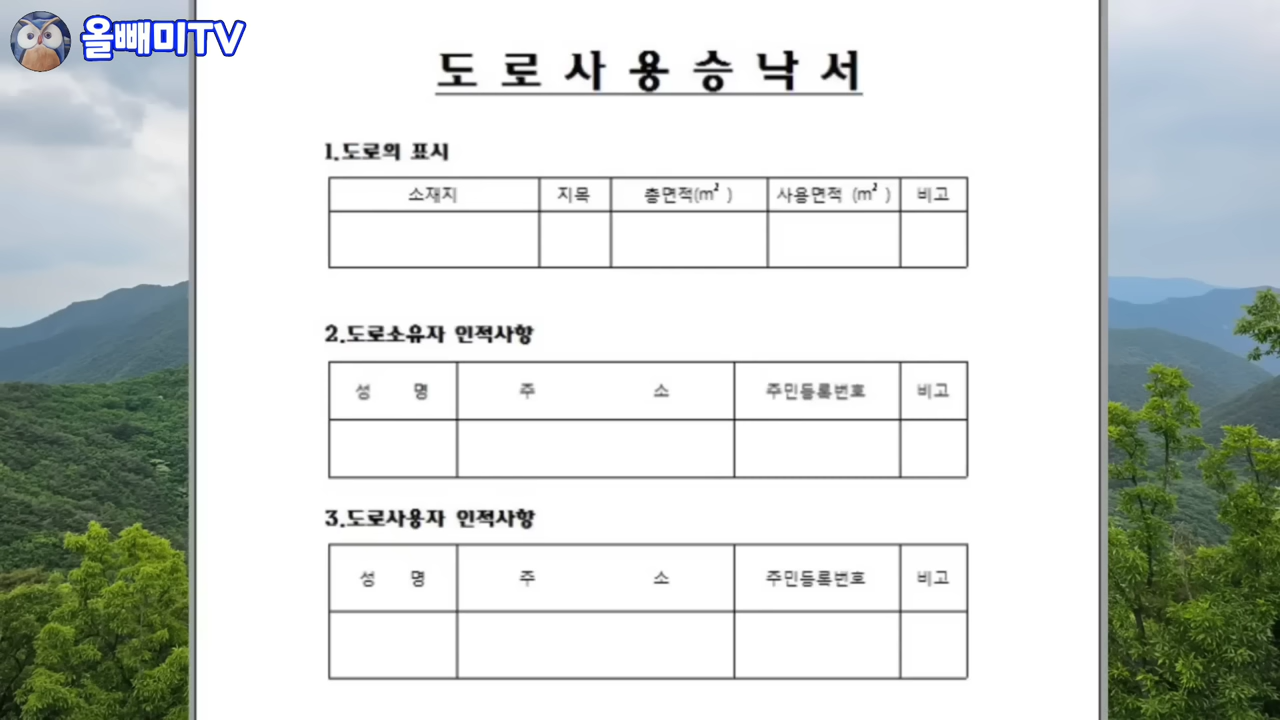 올빼미TV
도 로 사 용 승 낙 서
1.도로의 표시
소재지 지목 총면적(㎡ ) 사용면적 (㎡ ) 비고
2.도로소유자 인적사항
성 명 주 소 주민등록번호 비고
3.도로사용자 인적사항
성 명 주 소 주민등록번호 비고